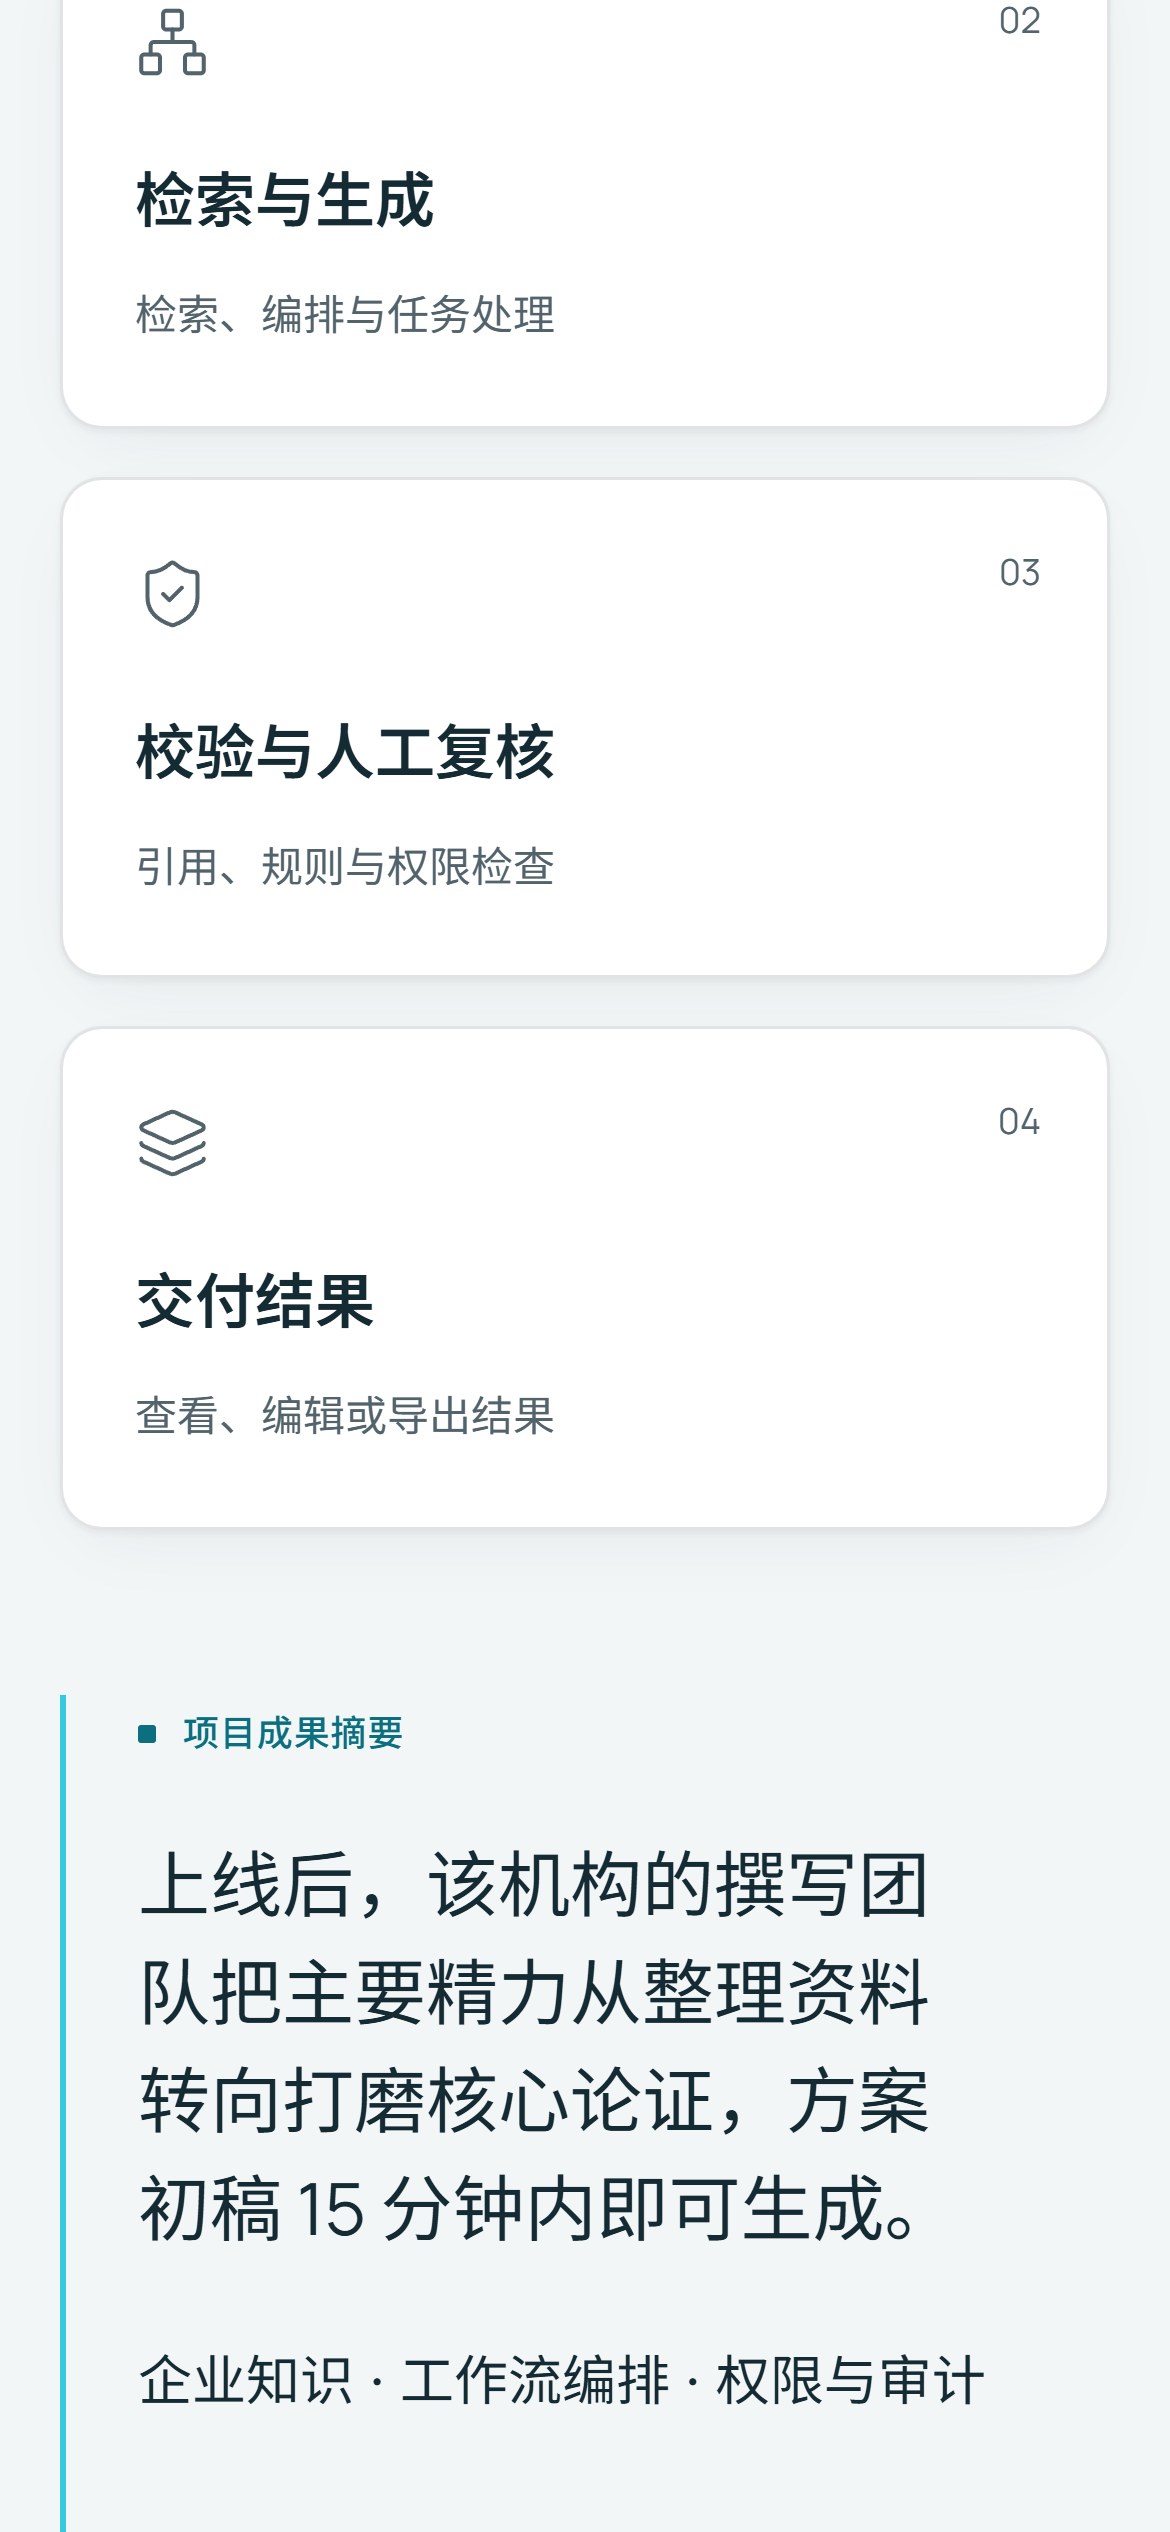 02
检索与生成
检索、编排与任务处理
03
校验与人工复核
引用、规则与权限检查
04
交付结果
查看、编辑或导出结果
项目成果摘要
上线后，该机构的撰写团
队把主要精力从整理资料
转向打磨核心论证，方案
初稿 15 分钟内即可生成。
企业知识 · 工作流编排 · 权限与审计